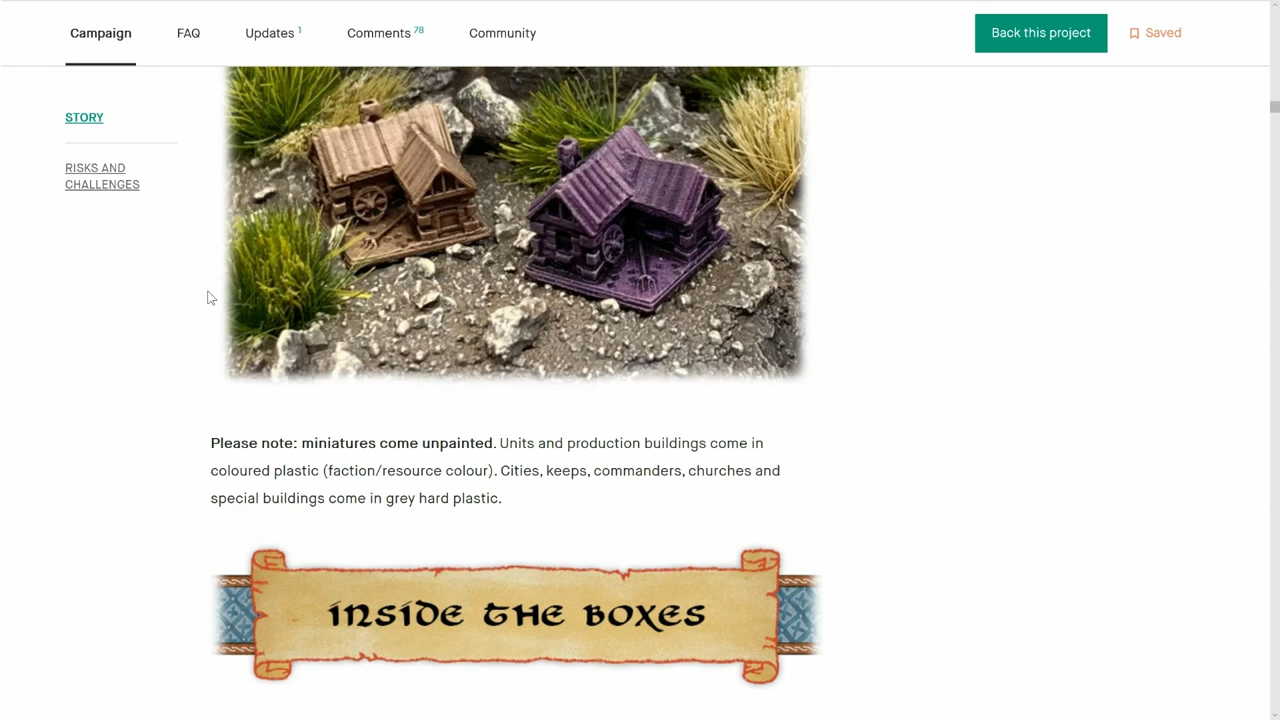 Campaign
FAQ
Updates 1
Comments 78
Community
Back this project
Saved
STORY
RISKS AND
CHALLENGES
Please note: miniatures come unpainted. Units and production buildings come in
coloured plastic (faction/resource colour). Cities, keeps, commanders, churches and
special buildings come in grey hard plastic.
INSIDE THE BOXES